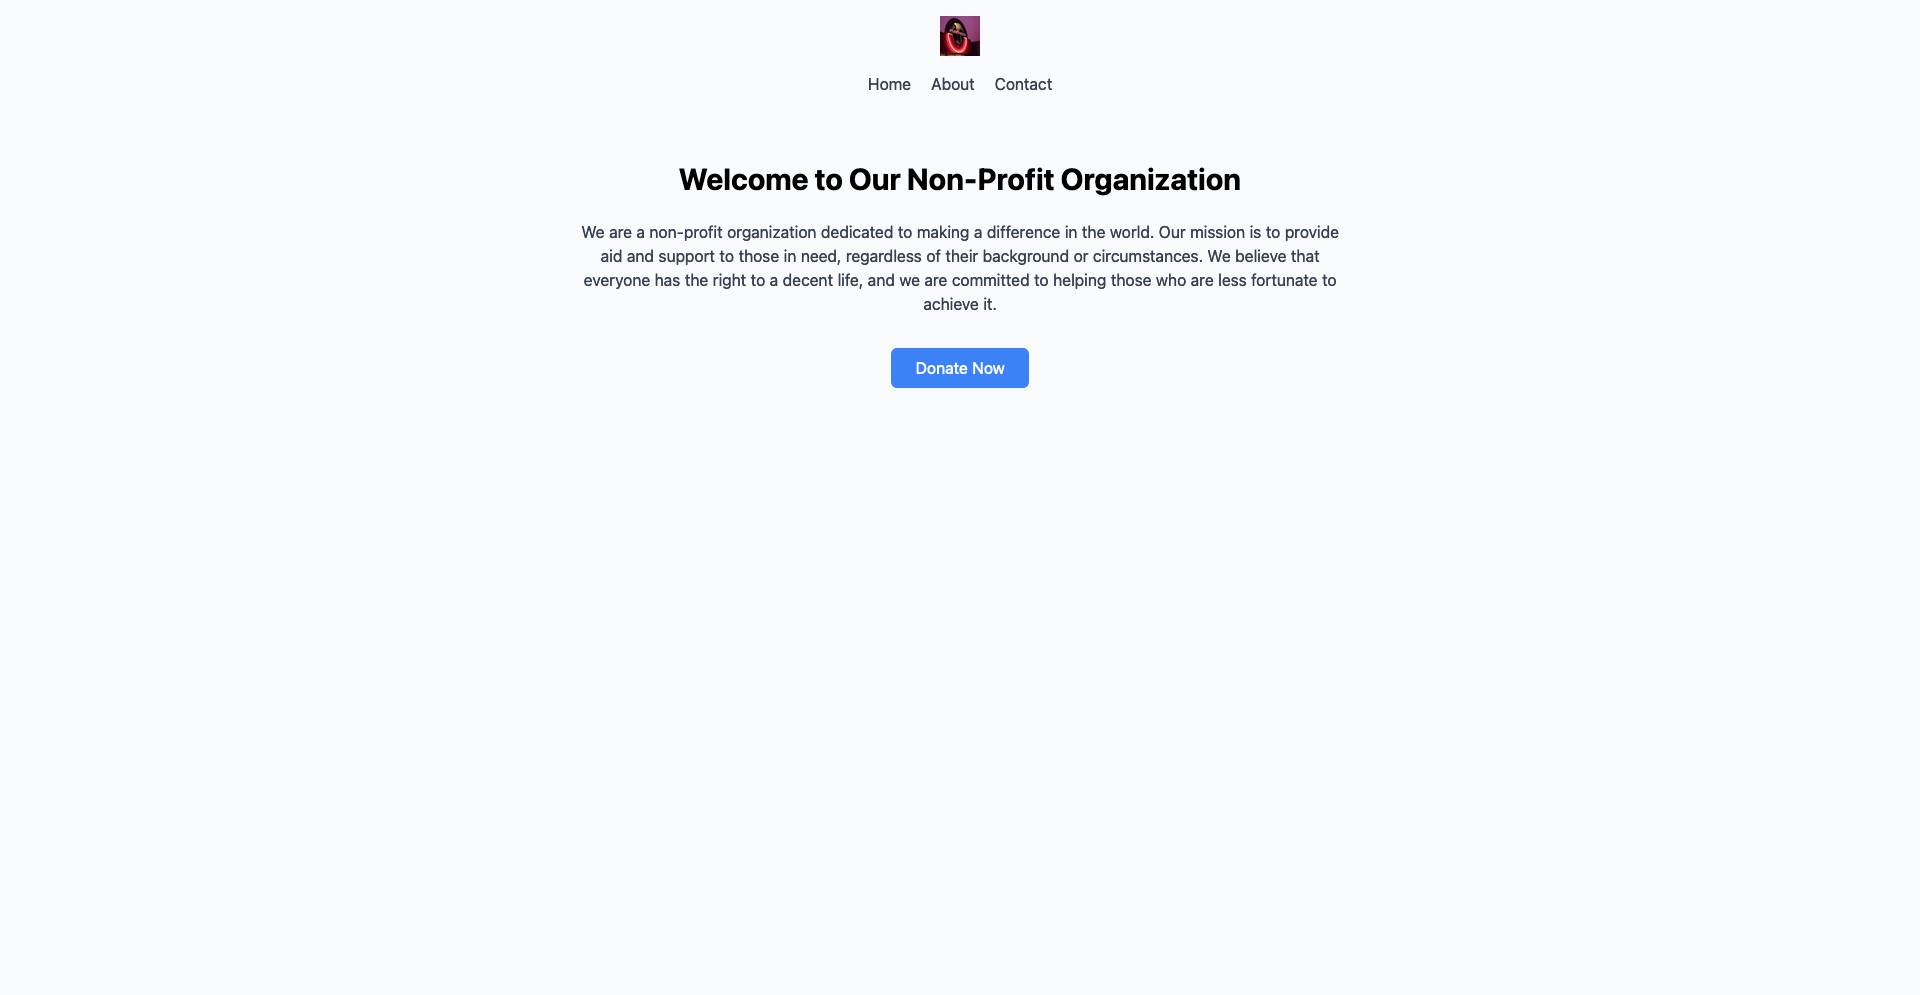 Home About Contact
Welcome to Our Non-Profit Organization
We are a non-profit organization dedicated to making a difference in the world. Our mission is to provide
aid and support to those in need, regardless of their background or circumstances. We believe that
everyone has the right to a decent life, and we are committed to helping those who are less fortunate to
achieve it.
Donate Now